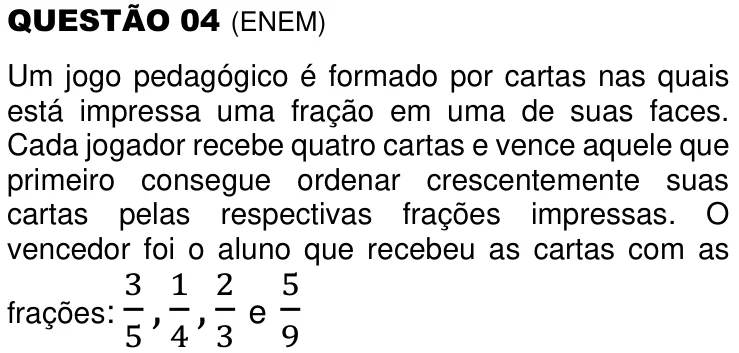 QUESTÃO 04 (ENEM)
Um jogo pedagógico é formado por cartas nas quais
está impressa uma fração em uma de suas faces.
Cada jogador recebe quatro cartas e vence aquele que
primeiro consegue ordenar crescentemente suas
cartas pelas respectivas frações impressas. O
vencedor foi o aluno que recebeu as cartas com as
frações: 3/5 , 1/4 , 2/3 e 5/9